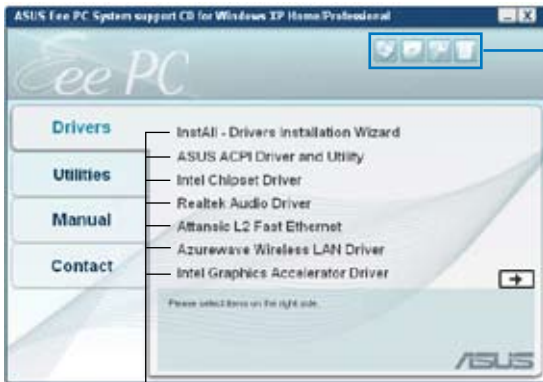 ASUS Eee PC System support CD for Windows XP Home/Professional
Eee PC
Drivers
Utilities
Manual
Contact
InstAll - Drivers Installation Wizard
ASUS ACPI Driver and Utility
Intel Chipset Driver
Realtek Audio Driver
Attansic L2 Fast Ethernet
Azurewave Wireless LAN Driver
Intel Graphics Accelerator Driver
Please select items on the right side.
ASUS